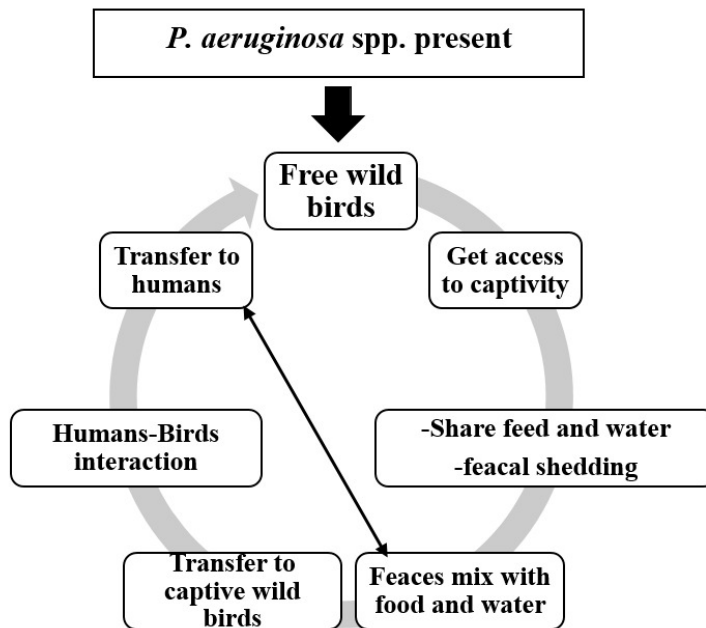 P. aeruginosa spp. present
Free wild
birds
Get access
to captivity
-Share feed and water
-feacal shedding
Feaces mix with
food and water
Transfer to
captive wild
birds
Humans-Birds
interaction
Transfer to
humans